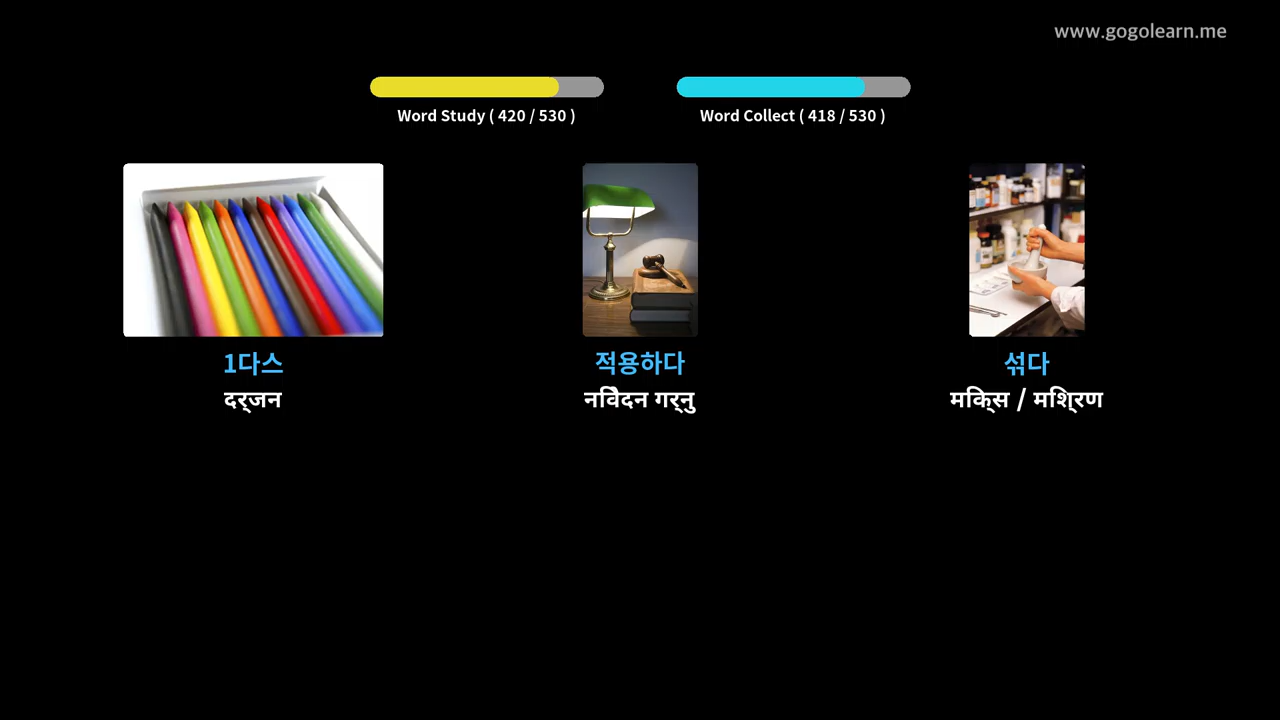 www.gogolearn.me
Word Study ( 420 / 530 )
Word Collect ( 418 / 530 )
1다스
적용하다
섞다
दर्जन
निवेदन गर्नु
मिक्स / मिश्रण